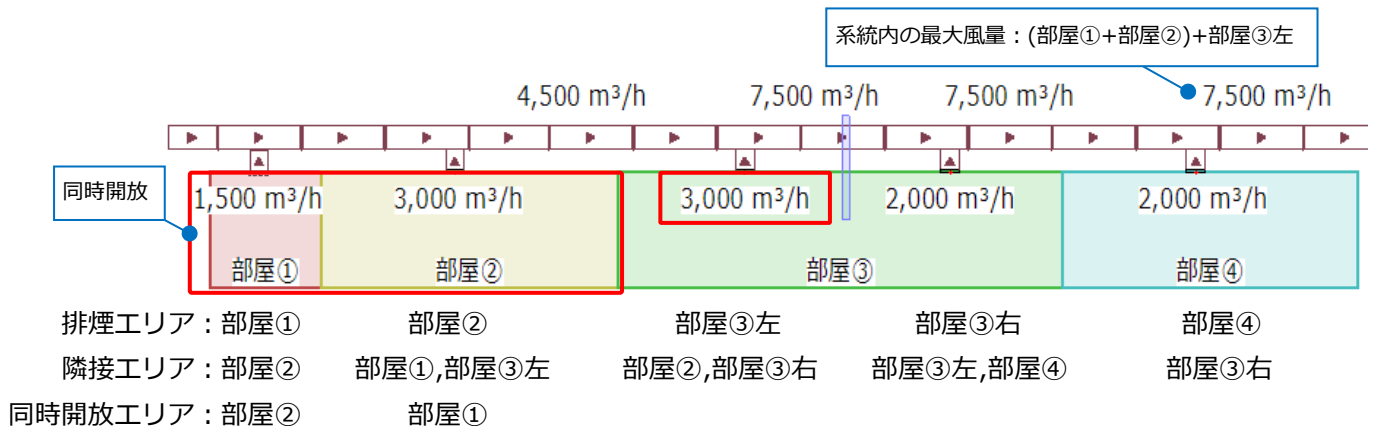 系統内の最大風量：(部屋①+部屋②)+部屋③左
4,500 m³/h 7,500 m³/h 7,500 m³/h 7,500 m³/h
同時開放
1,500 m³/h 3,000 m³/h 3,000 m³/h 2,000 m³/h 2,000 m³/h
部屋① 部屋② 部屋③ 部屋④
排煙エリア：部屋① 部屋② 部屋③左 部屋③右 部屋④
隣接エリア：部屋② 部屋①,部屋③左 部屋②,部屋③右 部屋③左,部屋④ 部屋③右
同時開放エリア：部屋② 部屋①